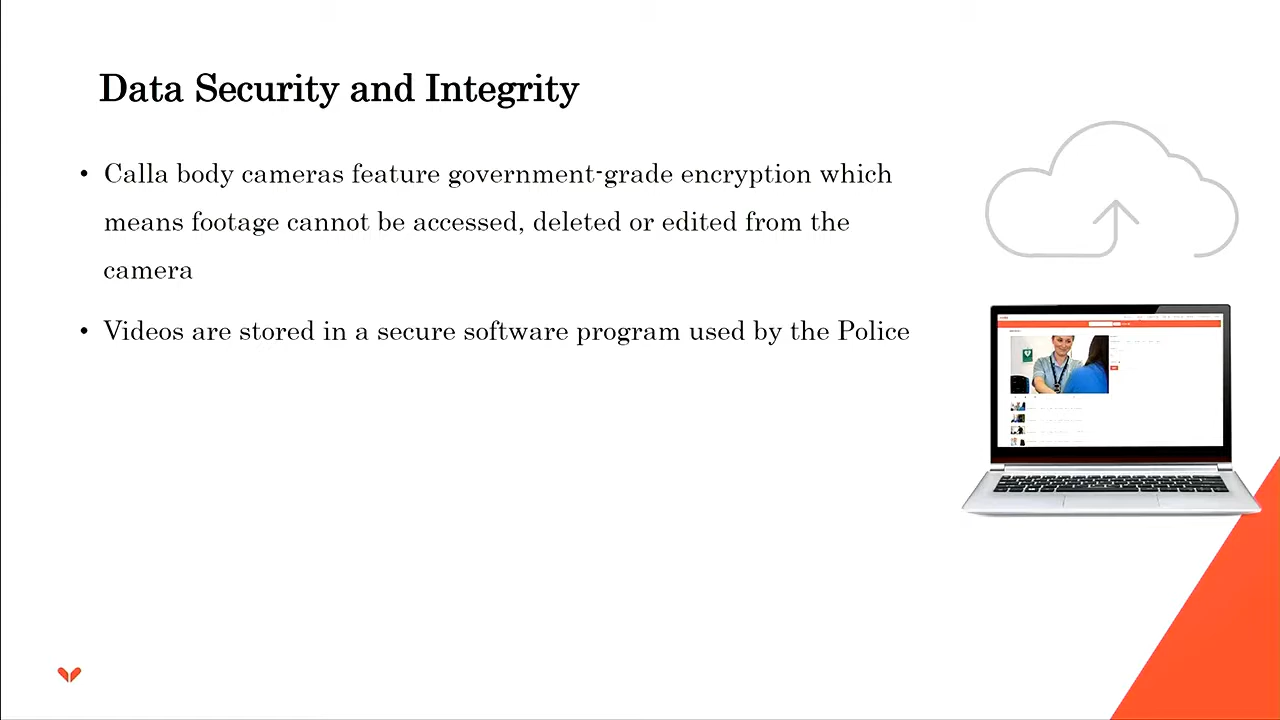 Data Security and Integrity
• Calla body cameras feature government-grade encryption which
means footage cannot be accessed, deleted or edited from the
camera
• Videos are stored in a secure software program used by the Police